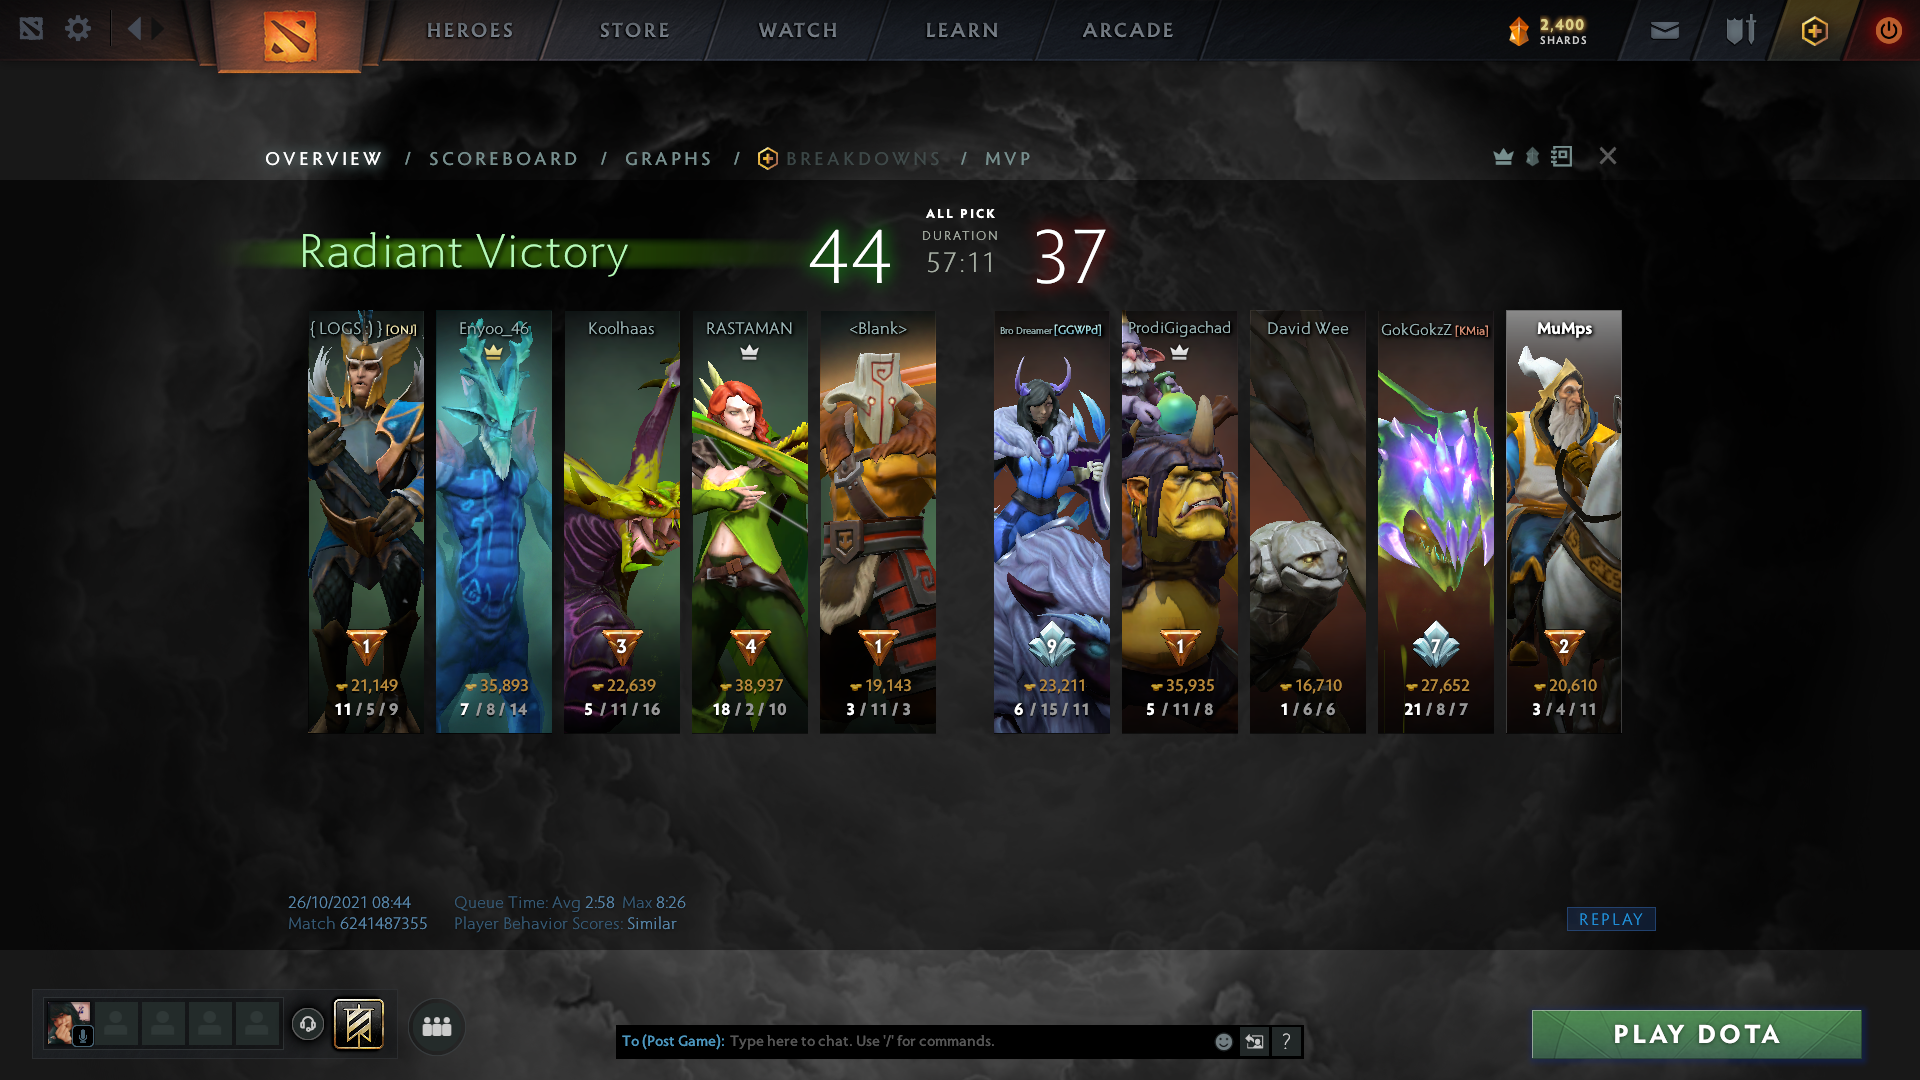 HEROES STORE WATCH LEARN ARCADE
2,400
SHARDS
OVERVIEW / SCOREBOARD / GRAPHS / BREAKDOWNS / MVP
Radiant Victory
44
ALL PICK
DURATION
57:11
37
{ LOGS ;) } [ONJ]
Enyoo_46
Koolhaas
RASTAMAN
<Blank>
Bro Dreamer [GGWPd]
ProdiGigachad
David Wee
GokGokzZ [KMia]
MuMps
1 3 4 1 9 1 7 2
21,149 35,893 22,639 38,937 19,143 23,211 35,935 16,710 27,652 20,610
11 / 5 / 9 7 / 8 / 14 5 / 11 / 16 18 / 2 / 10 3 / 11 / 3 6 / 15 / 11 5 / 11 / 8 1 / 6 / 6 21 / 8 / 7 3 / 4 / 11
26/10/2021 08:44 Queue Time: Avg 2:58 Max 8:26
Match 6241487355 Player Behavior Scores: Similar
REPLAY
To (Post Game): Type here to chat. Use '/' for commands.
?
PLAY DOTA